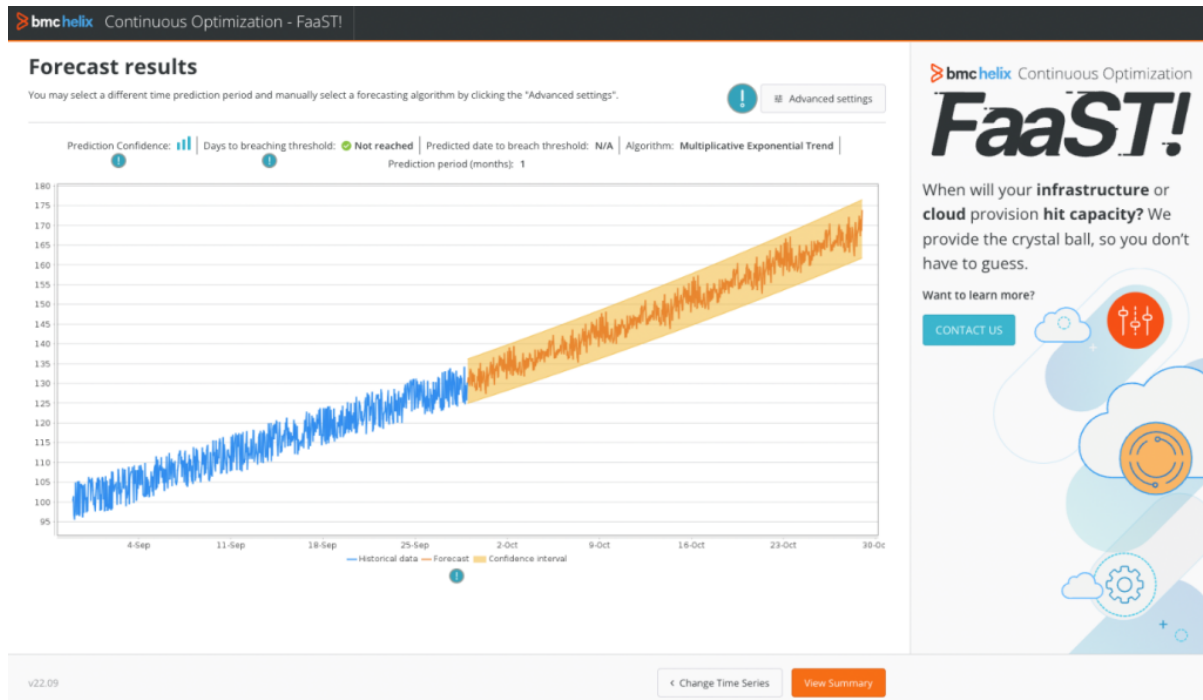 bmc helix Continuous Optimization - FaaST!
Forecast results
You may select a different time prediction period and manually select a forecasting algorithm by clicking the "Advanced settings".
Advanced settings
Prediction Confidence: Days to breaching threshold: Not reached Predicted date to breach threshold: N/A Algorithm: Multiplicative Exponential Trend
Prediction period (months): 1
180
175
170
165
160
155
150
145
140
135
130
125
120
115
110
105
100
95
4-Sep 11-Sep 18-Sep 25-Sep 2-Oct 9-Oct 16-Oct 23-Oct 30-Oc
Historical data Forecast Confidence interval
bmc helix Continuous Optimization
FaaST!
When will your infrastructure or
cloud provision hit capacity? We
provide the crystal ball, so you don't
have to guess.
Want to learn more?
CONTACT US
v22.09
< Change Time Series
View Summary